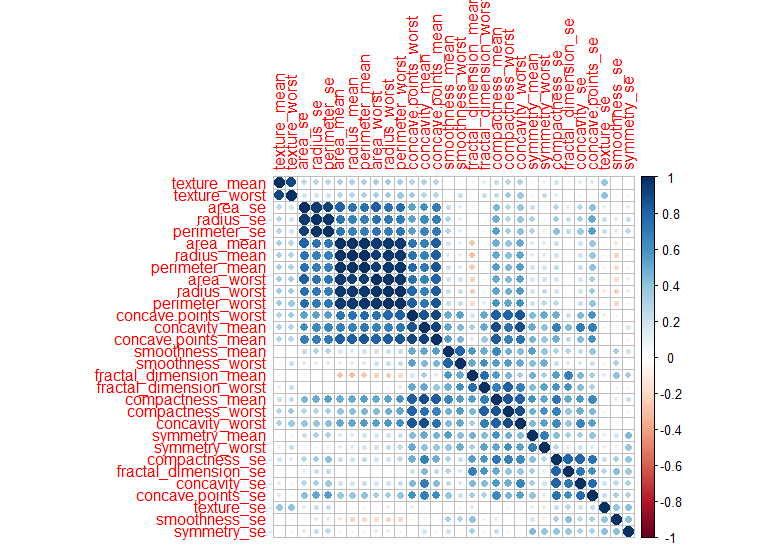 texture_mean
texture_worst
area_se
radius_se
perimeter_se
area_mean
radius_mean
perimeter_mean
area_worst
radius_worst
perimeter_worst
concave.points_worst
concavity_mean
concave.points_mean
smoothness_mean
smoothness_worst
fractal_dimension_mean
fractal_dimension_worst
compactness_mean
compactness_worst
concavity_worst
symmetry_mean
symmetry_worst
compactness_se
fractal_dimension_se
concavity_se
concave.points_se
texture_se
smoothness_se
symmetry_se
texture_mean
texture_worst
area_se
radius_se
perimeter_se
area_mean
radius_mean
perimeter_mean
area_worst
radius_worst
perimeter_worst
concave.points_worst
concavity_mean
concave.points_mean
smoothness_mean
smoothness_worst
fractal_dimension_mean
fractal_dimension_worst
compactness_mean
compactness_worst
concavity_worst
symmetry_mean
symmetry_worst
compactness_se
fractal_dimension_se
concavity_se
concave.points_se
texture_se
smoothness_se
symmetry_se
1
0.8
0.6
0.4
0.2
0
-0.2
-0.4
-0.6
-0.8
-1